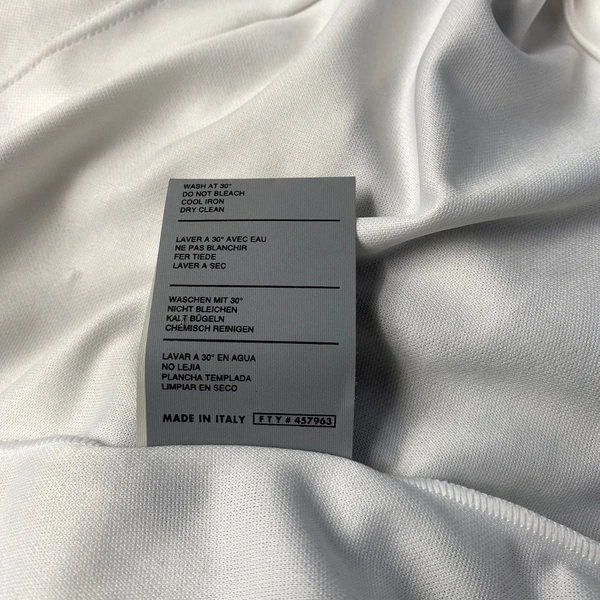 WASH AT 30°
DO NOT BLEACH
COOL IRON
DRY CLEAN
LAVER A 30° AVEC EAU
NE PAS BLANCHIR
FER TIEDE
LAVER A SEC
WASCHEN MIT 30°
NICHT BLEICHEN
KALT BÜGELN
CHEMISCH REINIGEN
LAVAR A 30° EN AGUA
NO LEJIA
PLANCHA TEMPLADA
LIMPIAR EN SECO
MADE IN ITALY FTY # 457963